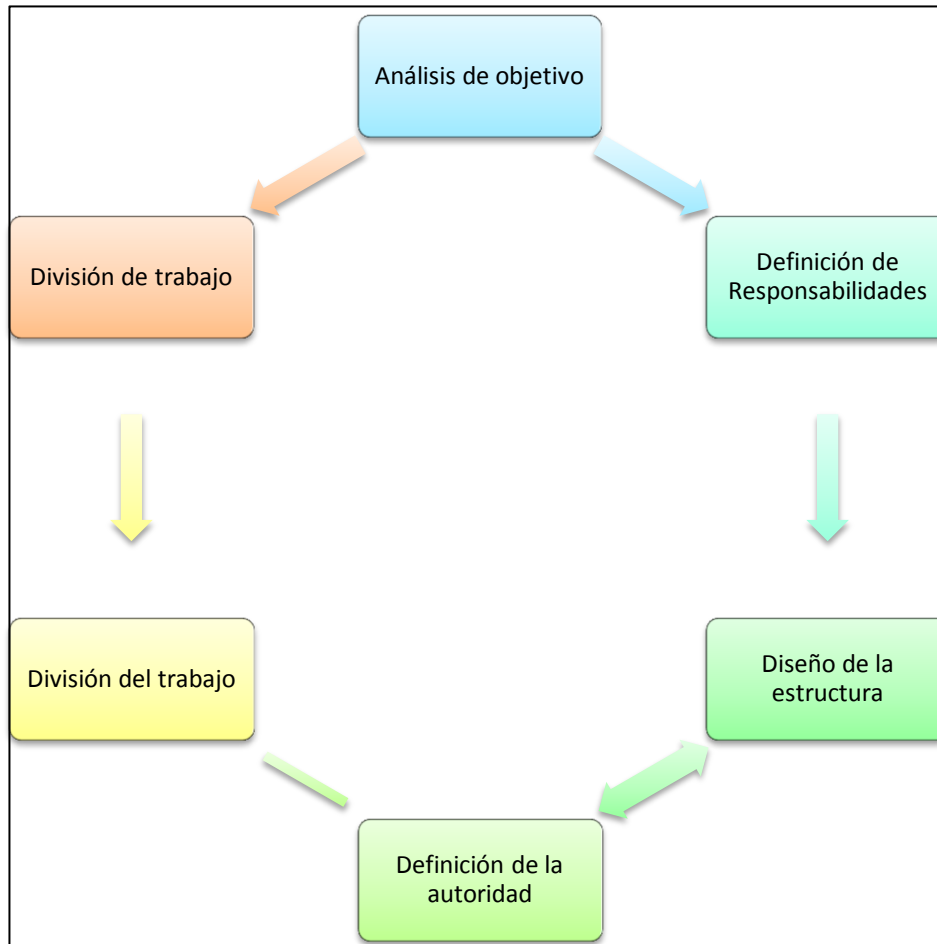 Análisis de objetivo
División de trabajo
Definición de
Responsabilidades
División del trabajo
Diseño de la
estructura
Definición de la
autoridad